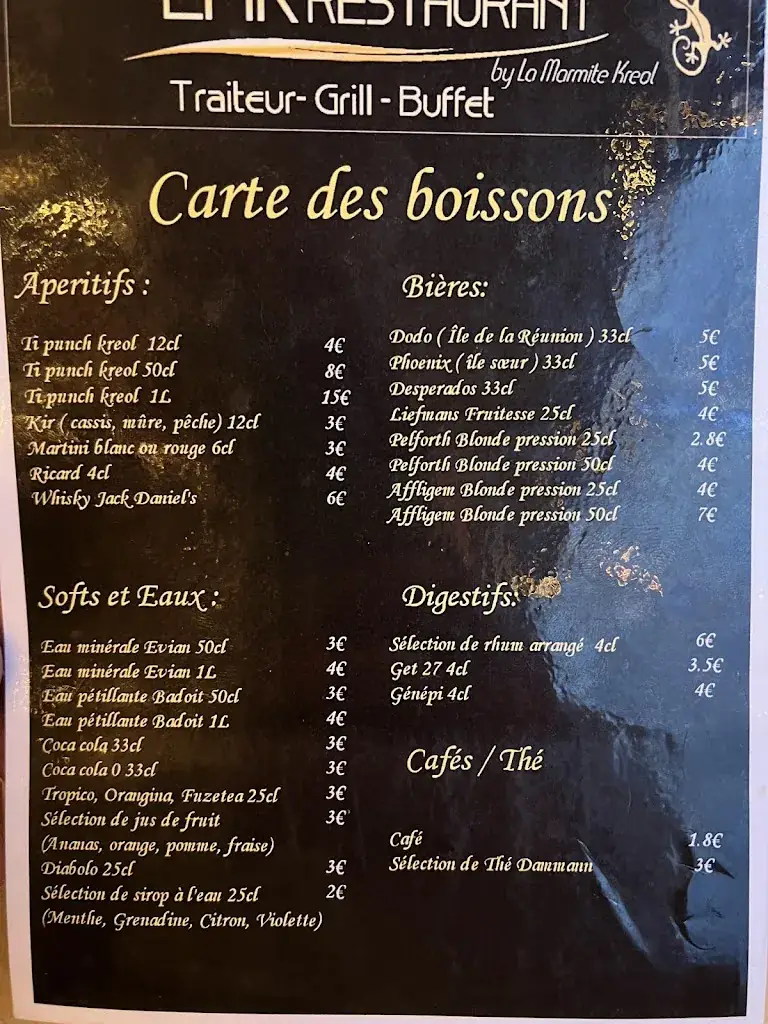 RESTAURANT
by La Marmite Kreol
Traiteur- Grill - Buffet
Carte des boissons
Aperitifs :
Ti punch kreol 12cl 4€
Ti punch kreol 50cl 8€
Ti punch kreol 1L 15€
Kir ( cassis, mûre, pêche) 12cl 3€
Martini blanc ou rouge 6cl 3€
Ricard 4cl 4€
Whisky Jack Daniel's 6€
Bières:
Dodo ( Île de la Réunion ) 33cl 5€
Phoenix ( île sœur ) 33cl 5€
Desperados 33cl 5€
Liefmans Fruitesse 25cl 4€
Pelforth Blonde pression 25cl 2.8€
Pelforth Blonde pression 50cl 4€
Affligem Blonde pression 25cl 4€
Affligem Blonde pression 50cl 7€
Softs et Eaux :
Eau minérale Evian 50cl 3€
Eau minérale Evian 1L 4€
Eau pétillante Badoit 50cl 3€
Eau pétillante Badoit 1L 4€
Coca cola 33cl 3€
Coca cola 0 33cl 3€
Tropico, Orangina, Fuzetea 25cl 3€
Sélection de jus de fruit 3€
(Ananas, orange, pomme, fraise)
Diabolo 25cl 3€
Sélection de sirop à l'eau 25cl 2€
(Menthe, Grenadine, Citron, Violette)
Digestifs:
Sélection de rhum arrangé 4cl 6€
Get 27 4cl 3.5€
Génépi 4cl 4€
Cafés / Thé
Café 1.8€
Sélection de Thé Dammann 3€